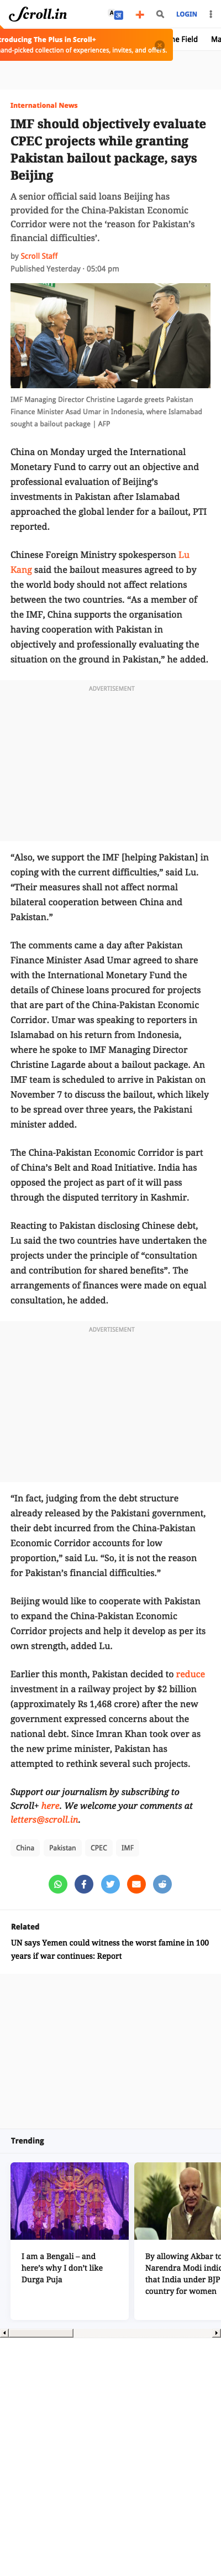 Scroll.in
A
LOGIN
troducing The Plus in Scroll+
and-picked collection of experiences, invites, and offers.
he Field
Ma
International News
IMF should objectively evaluate
CPEC projects while granting
Pakistan bailout package, says
Beijing
A senior official said loans Beijing has
provided for the China-Pakistan Economic
Corridor were not the ‘reason for Pakistan’s
financial difficulties’.
by Scroll Staff
Published Yesterday · 05:04 pm
IMF Managing Director Christine Lagarde greets Pakistan
Finance Minister Asad Umar in Indonesia, where Islamabad
sought a bailout package | AFP
China on Monday urged the International
Monetary Fund to carry out an objective and
professional evaluation of Beijing’s
investments in Pakistan after Islamabad
approached the global lender for a bailout, PTI
reported.
Chinese Foreign Ministry spokesperson Lu
Kang said the bailout measures agreed to by
the world body should not affect relations
between the two countries. “As a member of
the IMF, China supports the organisation
having cooperation with Pakistan in
objectively and professionally evaluating the
situation on the ground in Pakistan,” he added.
ADVERTISEMENT
“Also, we support the IMF [helping Pakistan] in
coping with the current difficulties,” said Lu.
“Their measures shall not affect normal
bilateral cooperation between China and
Pakistan.”
The comments came a day after Pakistan
Finance Minister Asad Umar agreed to share
with the International Monetary Fund the
details of Chinese loans procured for projects
that are part of the China-Pakistan Economic
Corridor. Umar was speaking to reporters in
Islamabad on his return from Indonesia,
where he spoke to IMF Managing Director
Christine Lagarde about a bailout package. An
IMF team is scheduled to arrive in Pakistan on
November 7 to discuss the bailout, which likely
to be spread over three years, the Pakistani
minister added.
The China-Pakistan Economic Corridor is part
of China’s Belt and Road Initiative. India has
opposed the project as part of it will pass
through the disputed territory in Kashmir.
Reacting to Pakistan disclosing Chinese debt,
Lu said the two countries have undertaken the
projects under the principle of “consultation
and contribution for shared benefits”. The
arrangements of finances were made on equal
consultation, he added.
ADVERTISEMENT
“In fact, judging from the debt structure
already released by the Pakistani government,
their debt incurred from the China-Pakistan
Economic Corridor accounts for low
proportion,” said Lu. “So, it is not the reason
for Pakistan’s financial difficulties.”
Beijing would like to cooperate with Pakistan
to expand the China-Pakistan Economic
Corridor projects and help it develop as per its
own strength, added Lu.
Earlier this month, Pakistan decided to reduce
investment in a railway project by $2 billion
(approximately Rs 1,468 crore) after the new
government expressed concerns about the
national debt. Since Imran Khan took over as
the new prime minister, Pakistan has
attempted to rethink several such projects.
Support our journalism by subscribing to
Scroll+ here. We welcome your comments at
letters@scroll.in.
China
Pakistan
CPEC
IMF
Related
UN says Yemen could witness the worst famine in 100
years if war continues: Report
Trending
I am a Bengali – and
here’s why I don’t like
Durga Puja
By allowing Akbar to
Narendra Modi indic
that India under BJP
country for women